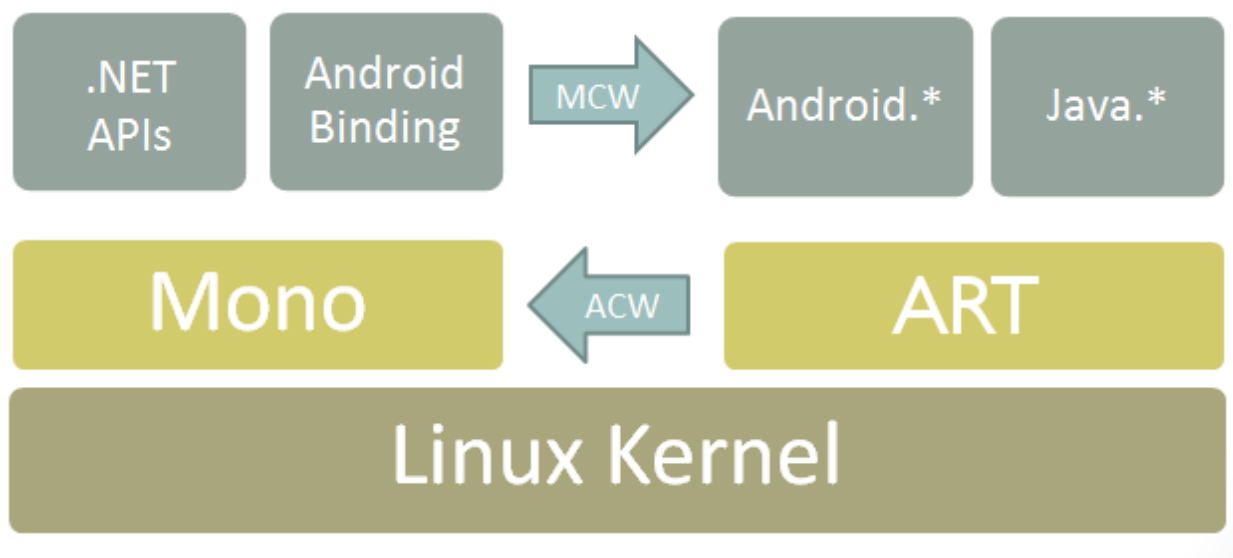 .NET
APIs
Android
Binding
MCW
Android.*
Java.*
Mono
ACW
ART
Linux Kernel